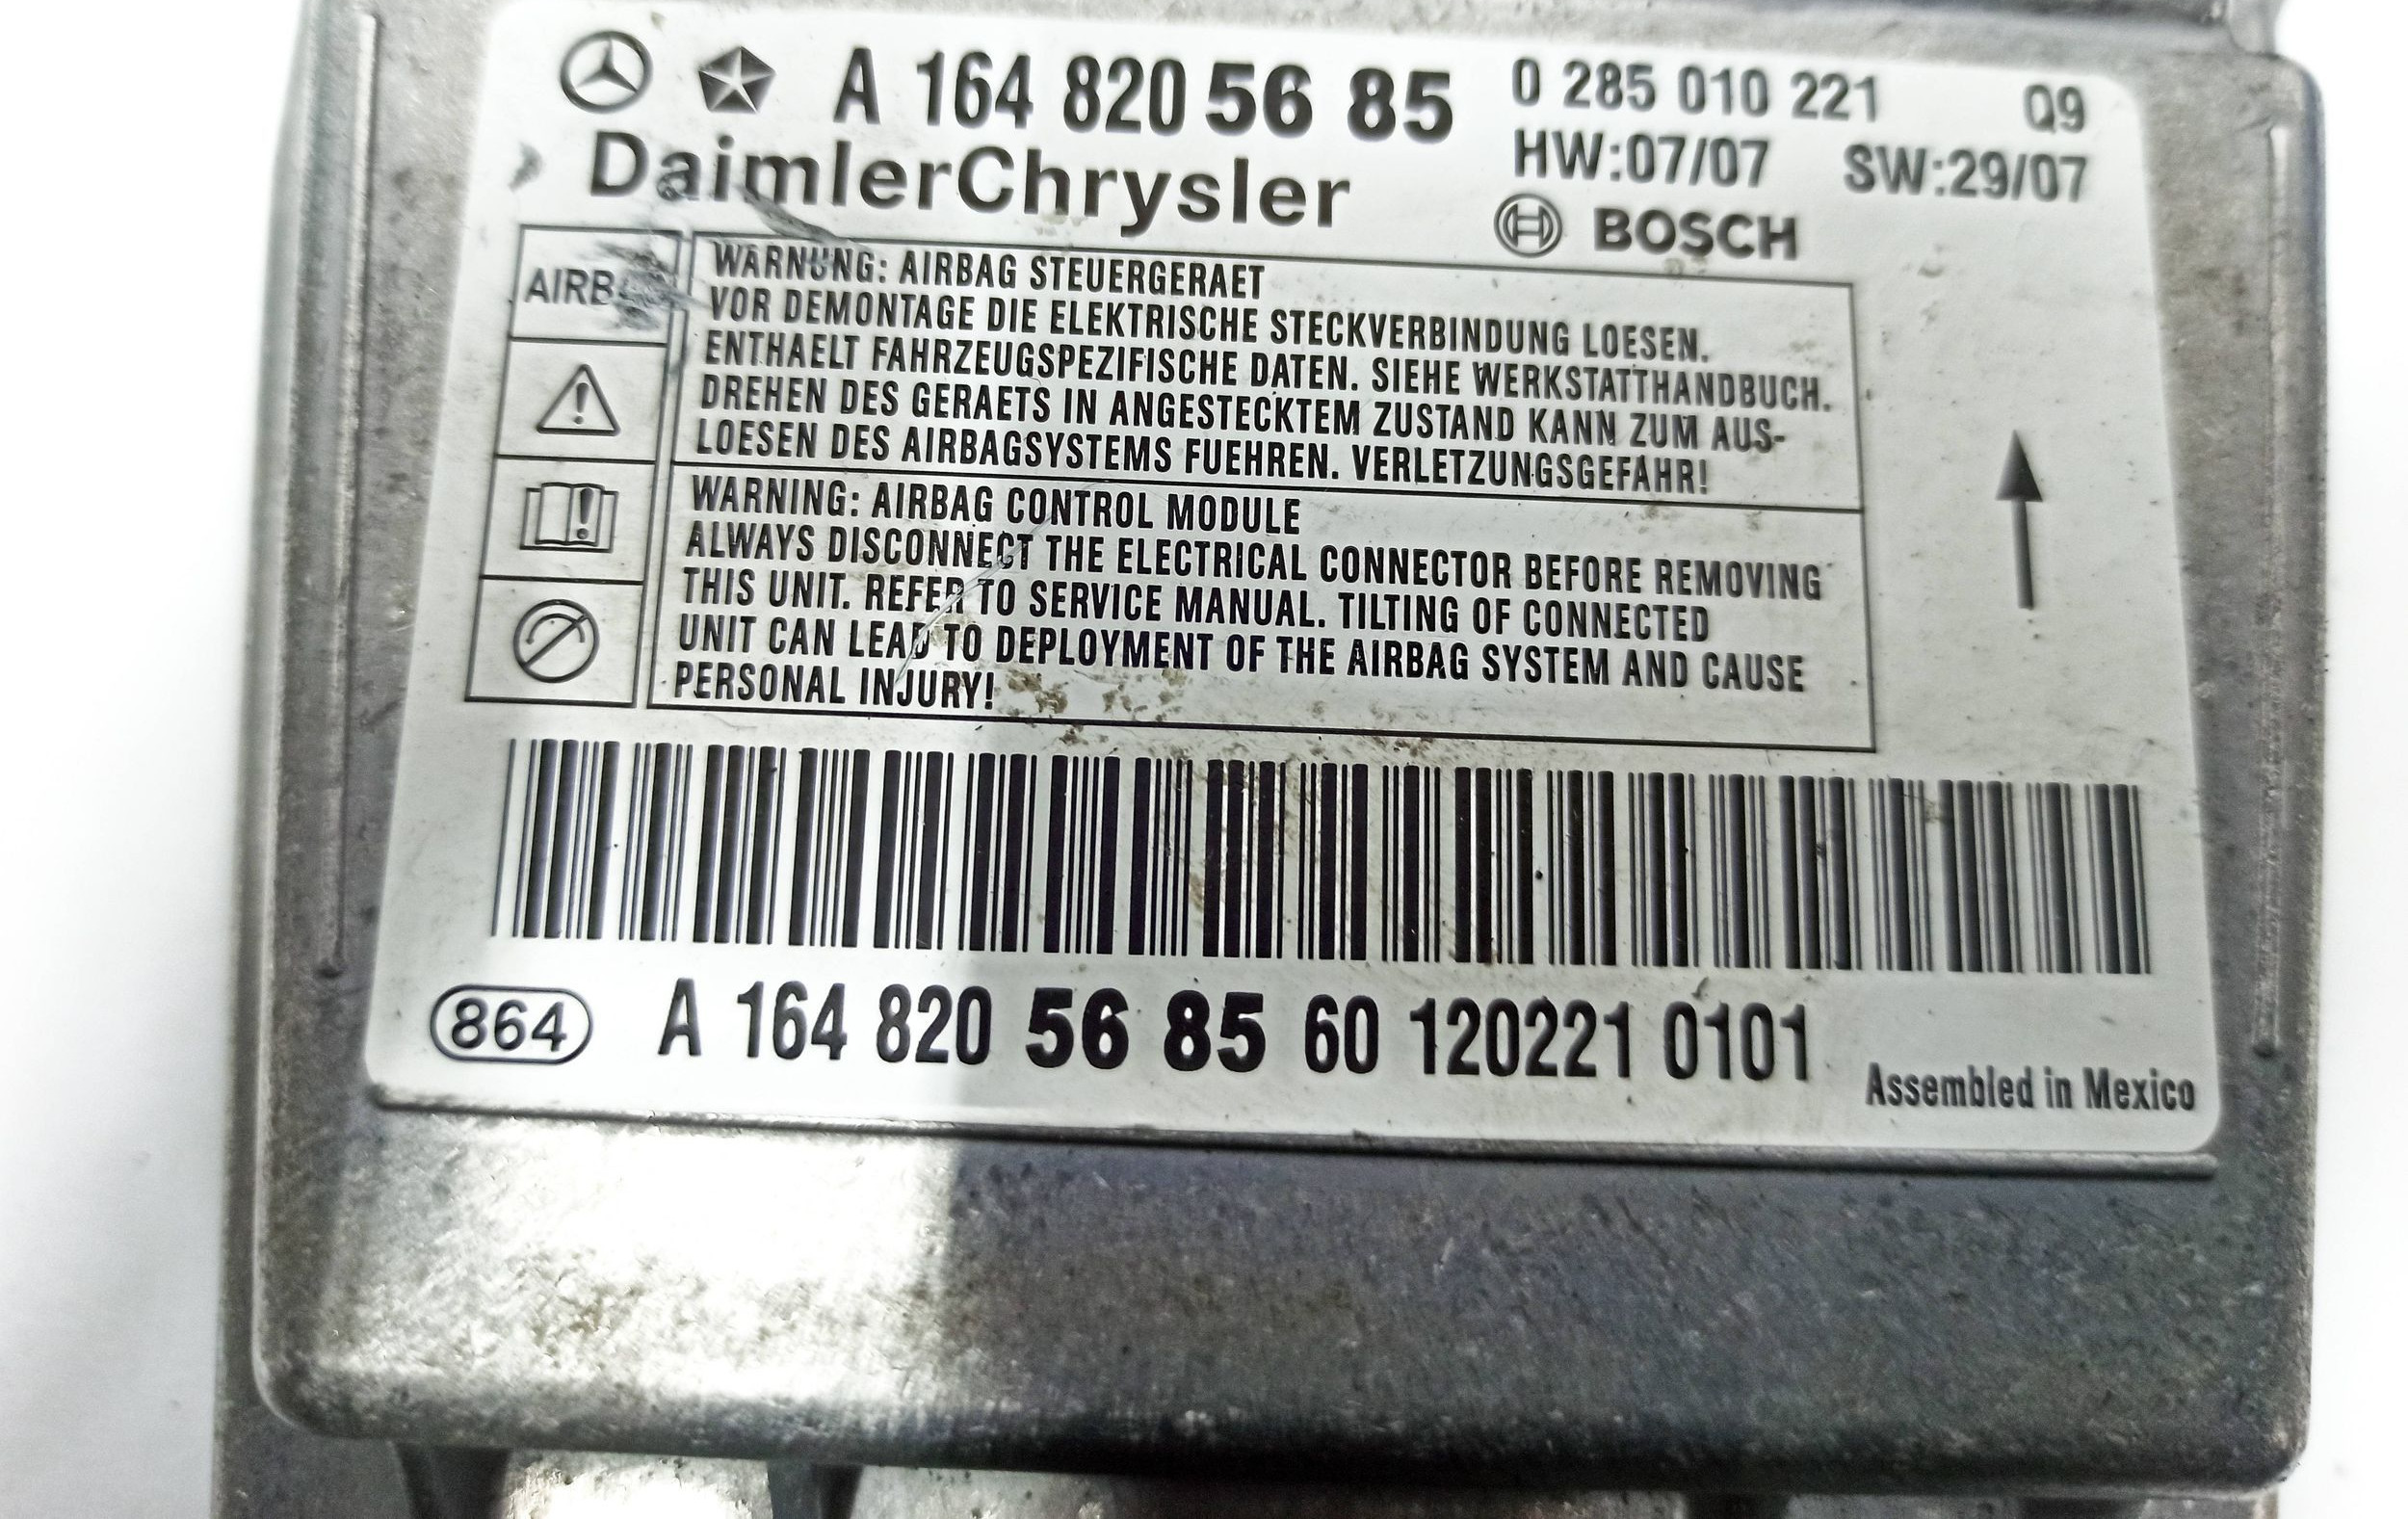 A 164 820 56 85
0 285 010 221 Q9
HW:07/07 SW:29/07
DaimlerChrysler
BOSCH
WARNUNG: AIRBAG STEUERGERAET
VOR DEMONTAGE DIE ELEKTRISCHE STECKVERBINDUNG LOESEN.
ENTHAELT FAHRZEUGSPEZIFISCHE DATEN. SIEHE WERKSTATTHANDBUCH.
DREHEN DES GERAETS IN ANGESTECKTEM ZUSTAND KANN ZUM AUS-
LOESEN DES AIRBAGSYSTEMS FUEHREN. VERLETZUNGSGEFAHR!
WARNING: AIRBAG CONTROL MODULE
ALWAYS DISCONNECT THE ELECTRICAL CONNECTOR BEFORE REMOVING
THIS UNIT. REFER TO SERVICE MANUAL. TILTING OF CONNECTED
UNIT CAN LEAD TO DEPLOYMENT OF THE AIRBAG SYSTEM AND CAUSE
PERSONAL INJURY!
864
A 164 820 56 85 60 120221 0101
Assembled in Mexico